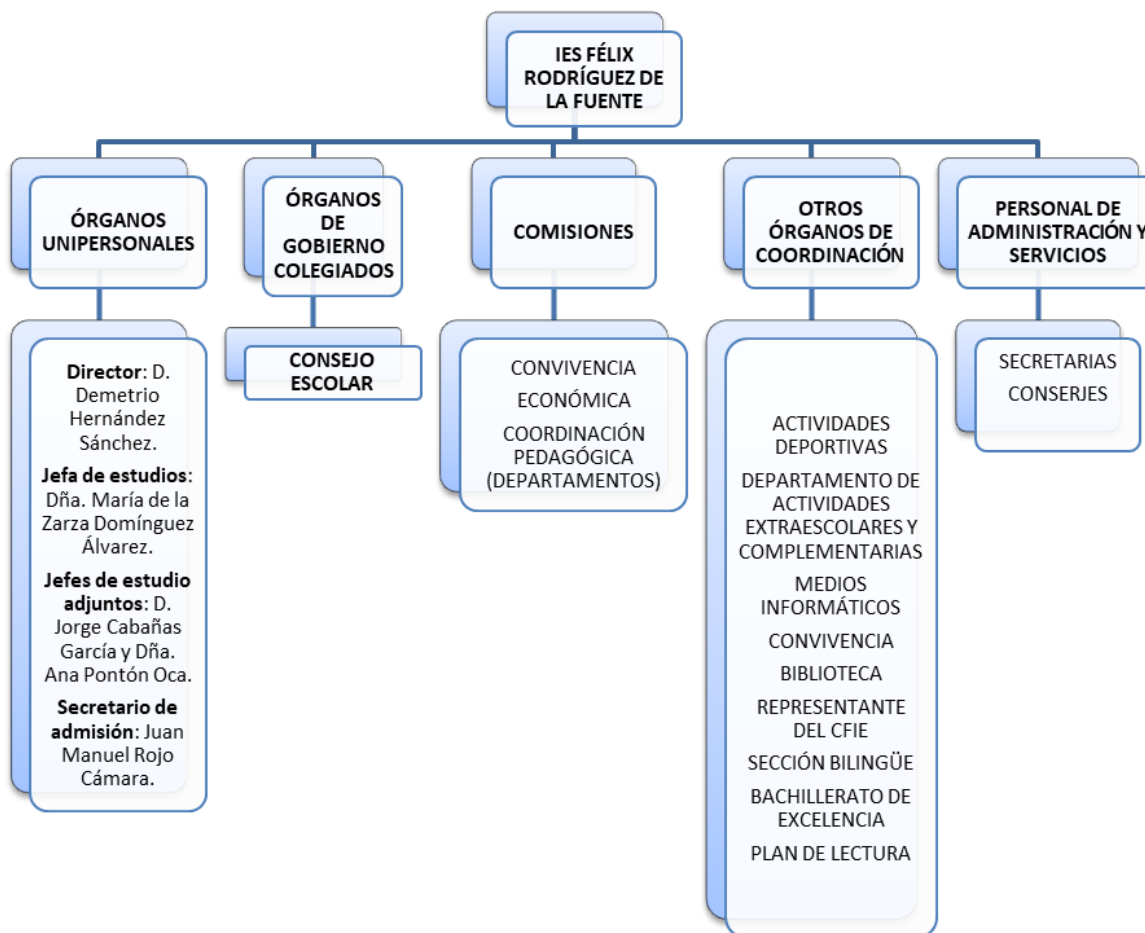 IES FÉLIX
RODRÍGUEZ DE
LA FUENTE
ÓRGANOS
UNIPERSONALES
ÓRGANOS
DE
GOBIERNO
COLEGIADOS
COMISIONES
OTROS
ÓRGANOS DE
COORDINACIÓN
PERSONAL DE
ADMINISTRACIÓN Y
SERVICIOS
Director: D.
Demetrio
Hernández
Sánchez.
Jefa de estudios:
Dña. María de la
Zarza Domínguez
Álvarez.
Jefes de estudio
adjuntos: D.
Jorge Cabañas
García y Dña.
Ana Pontón Oca.
Secretario de
admisión: Juan
Manuel Rojo
Cámara.
CONSEJO
ESCOLAR
CONVIVENCIA
ECONÓMICA
COORDINACIÓN
PEDAGÓGICA
(DEPARTAMENTOS)
ACTIVIDADES
DEPORTIVAS
DEPARTAMENTO DE
ACTIVIDADES
EXTRAESCOLARES Y
COMPLEMENTARIAS
MEDIOS
INFORMÁTICOS
CONVIVENCIA
BIBLIOTECA
REPRESENTANTE
DEL CFIE
SECCIÓN BILINGÜE
BACHILLERATO DE
EXCELENCIA
PLAN DE LECTURA
SECRETARIAS
CONSERJES